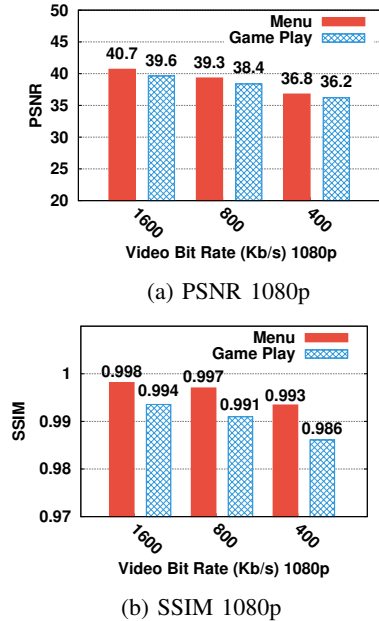 50
45
40
35
30
25
20
PSNR
Menu
Game Play
40.7 39.6 39.3 38.4 36.8 36.2
1600 800 400
Video Bit Rate (Kb/s) 1080p
(a) PSNR 1080p
1
0.99
0.98
0.97
SSIM
Menu
Game Play
0.998 0.994 0.997 0.991 0.993 0.986
1600 800 400
Video Bit Rate (Kb/s) 1080p
(b) SSIM 1080p